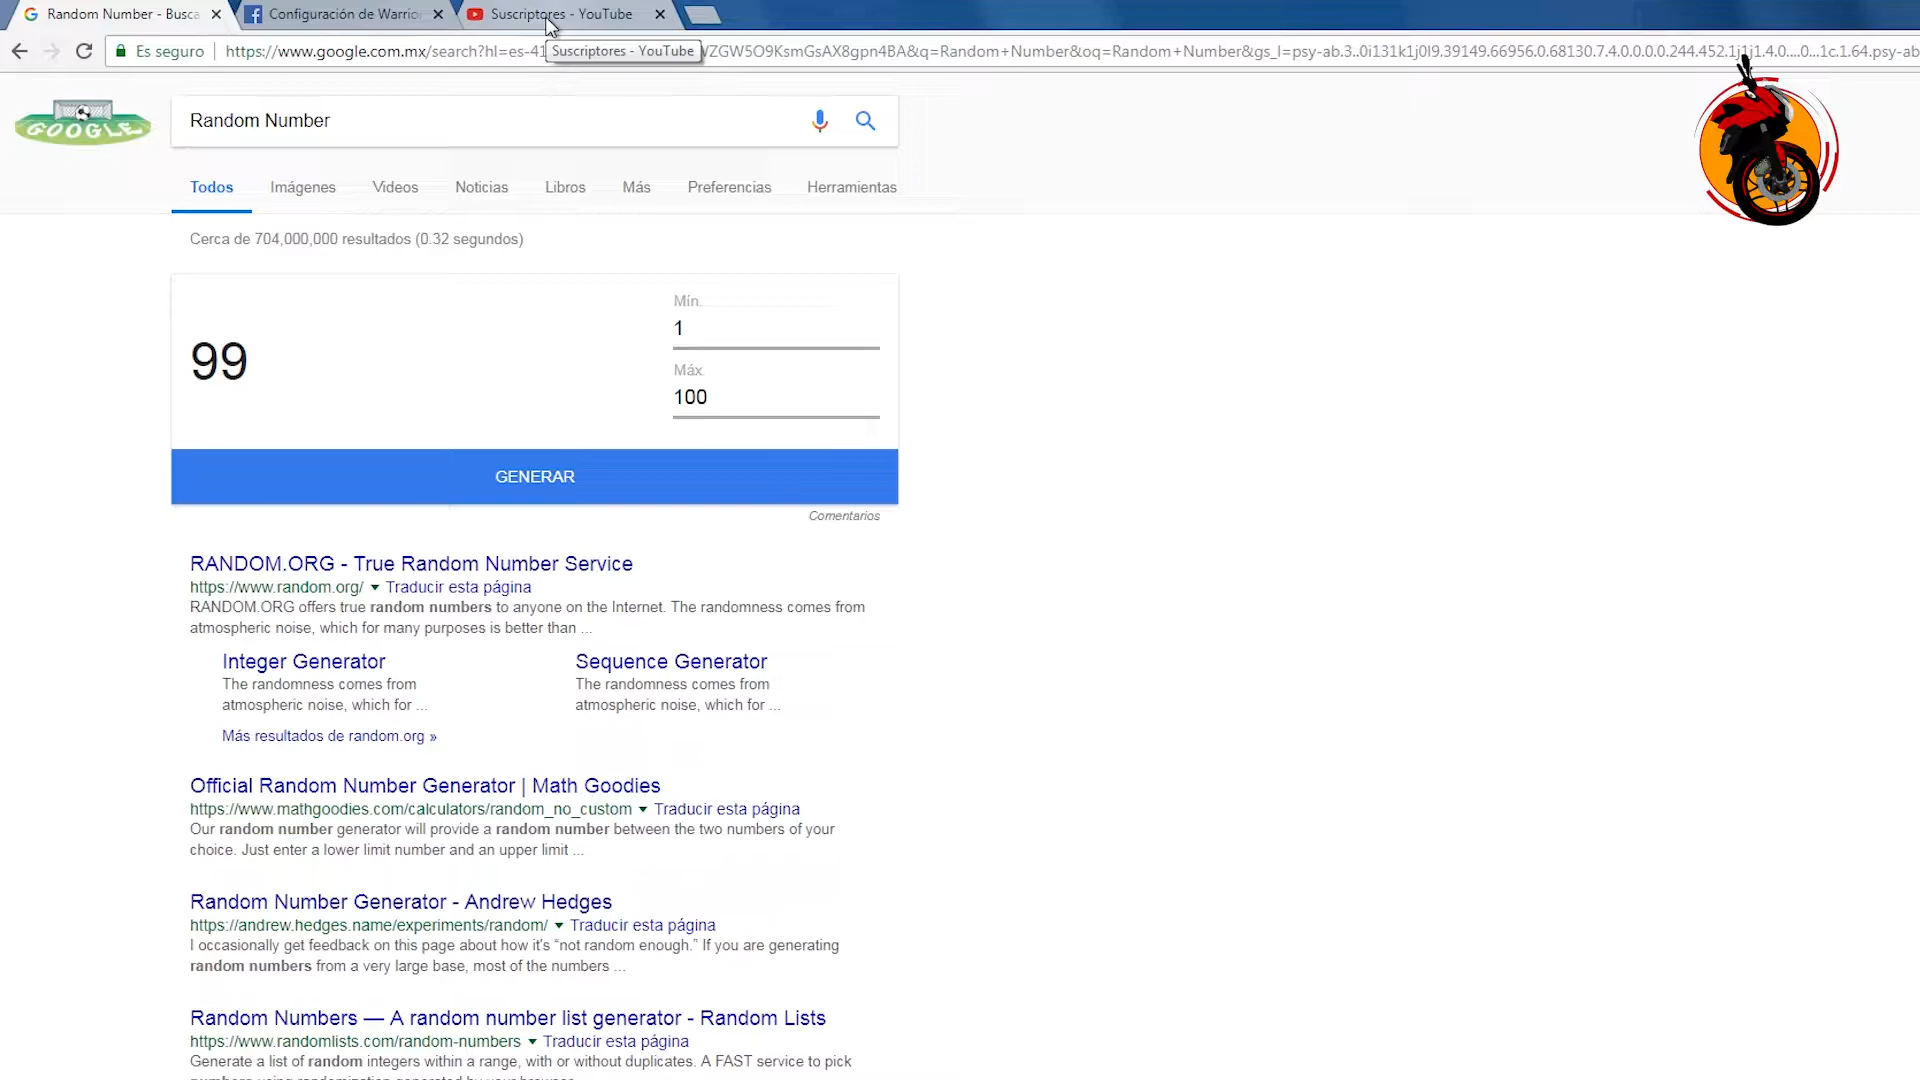 Random Number - Busca
Configuración de Warrio
Suscriptores - YouTube
Es seguro
https://www.google.com.mx/search?hl=es-41
Suscriptores - YouTube
ZGW5O9KsmGsAX8gpn4BA&q=Random+Number&oq=Random+Number&gs_l=psy-ab.3..0i131k1j0l9.39149.66956.0.68130.7.4.0.0.0.0.244.452.1j1j1.4.0....0...1c.1.64.psy-ab
GOOGLE
Random Number
Todos Imágenes Videos Noticias Libros Más Preferencias Herramientas
Cerca de 704,000,000 resultados (0.32 segundos)
Mín.
1
99
Máx.
100
GENERAR
Comentarios
RANDOM.ORG - True Random Number Service
https://www.random.org/ Traducir esta página
RANDOM.ORG offers true random numbers to anyone on the Internet. The randomness comes from
atmospheric noise, which for many purposes is better than ...
Integer Generator
The randomness comes from
atmospheric noise, which for ...
Sequence Generator
The randomness comes from
atmospheric noise, which for ...
Más resultados de random.org »
Official Random Number Generator | Math Goodies
https://www.mathgoodies.com/calculators/random_no_custom Traducir esta página
Our random number generator will provide a random number between the two numbers of your
choice. Just enter a lower limit number and an upper limit ...
Random Number Generator - Andrew Hedges
https://andrew.hedges.name/experiments/random/ Traducir esta página
I occasionally get feedback on this page about how it's “not random enough.” If you are generating
random numbers from a very large base, most of the numbers ...
Random Numbers — A random number list generator - Random Lists
https://www.randomlists.com/random-numbers Traducir esta página
Generate a list of random integers within a range, with or without duplicates. A FAST service to pick